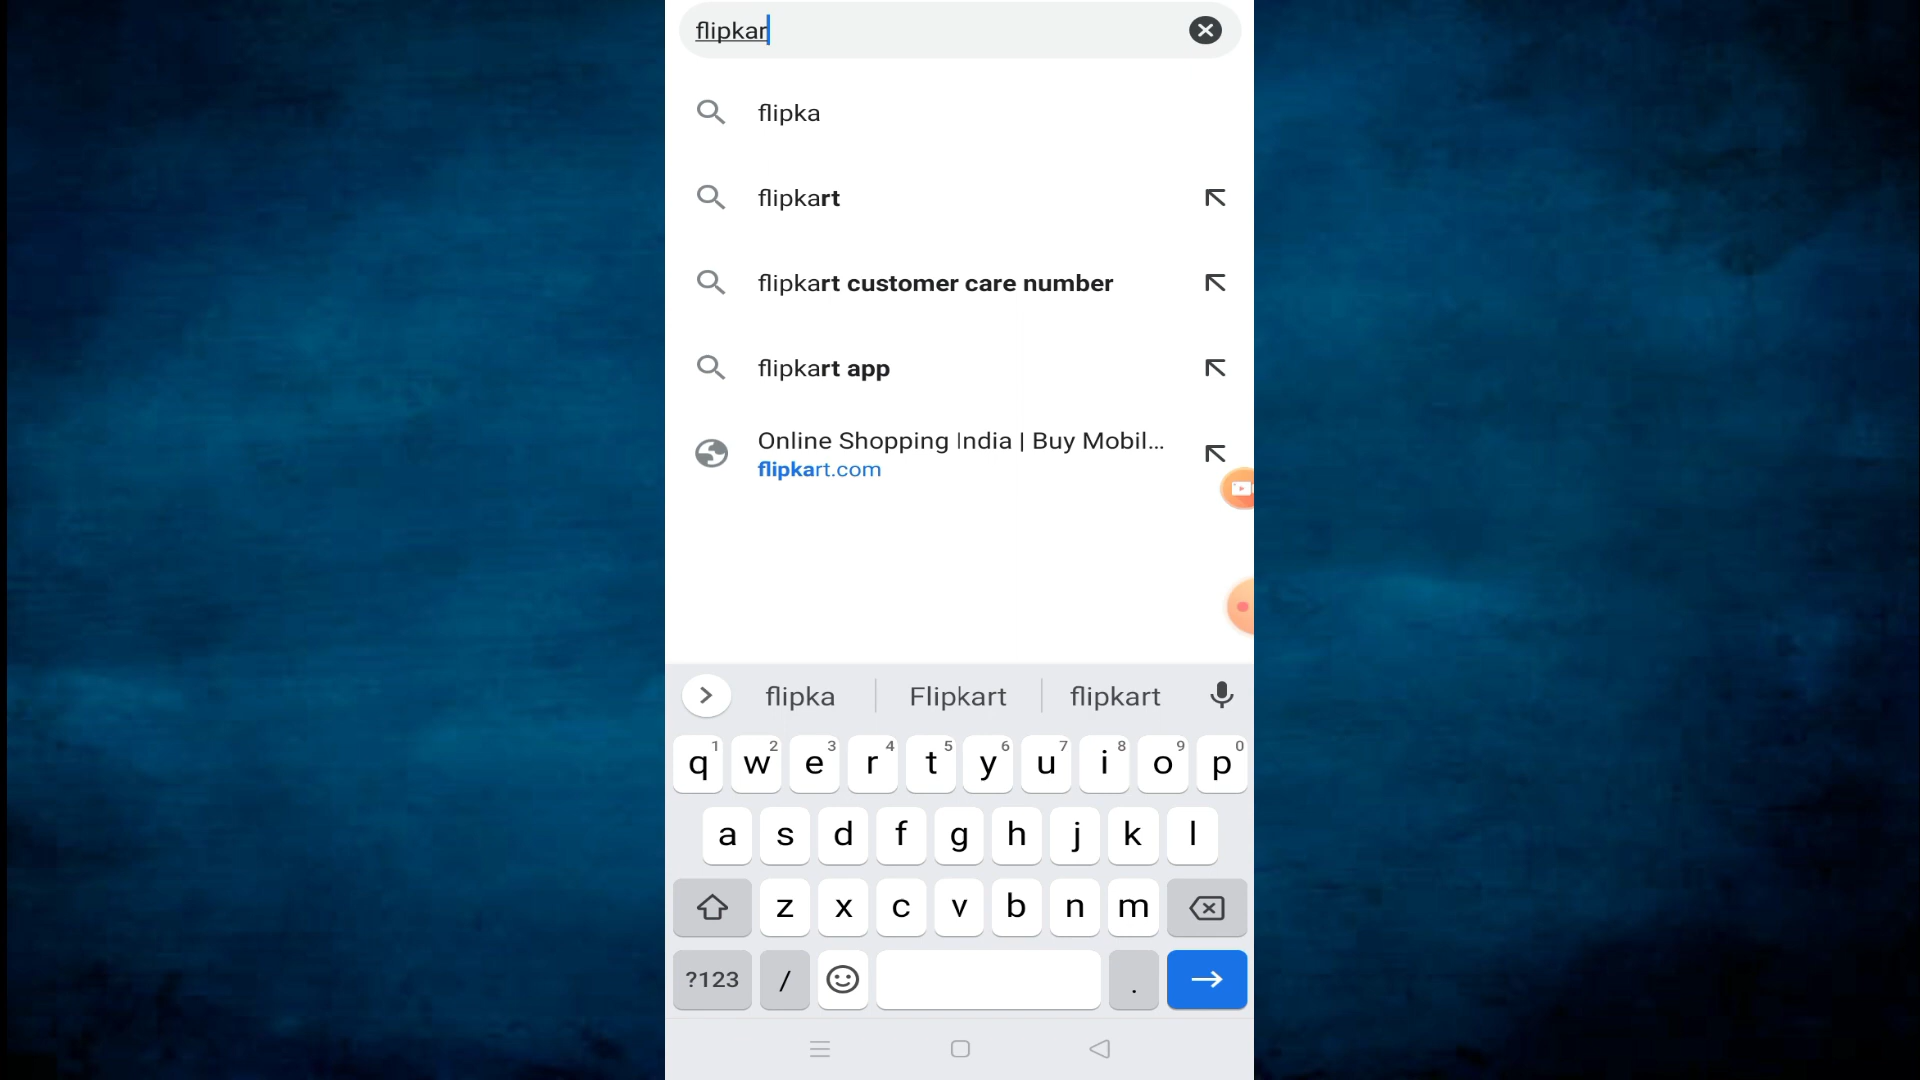 flipkar
flipka
flipkart
flipkart customer care number
flipkart app
Online Shopping India | Buy Mobil...
flipkart.com
flipka Flipkart flipkart
1 2 3 4 5 6 7 8 9 0
q w e r t y u i o p
a s d f g h j k l
z x c v b n m
?123 / .